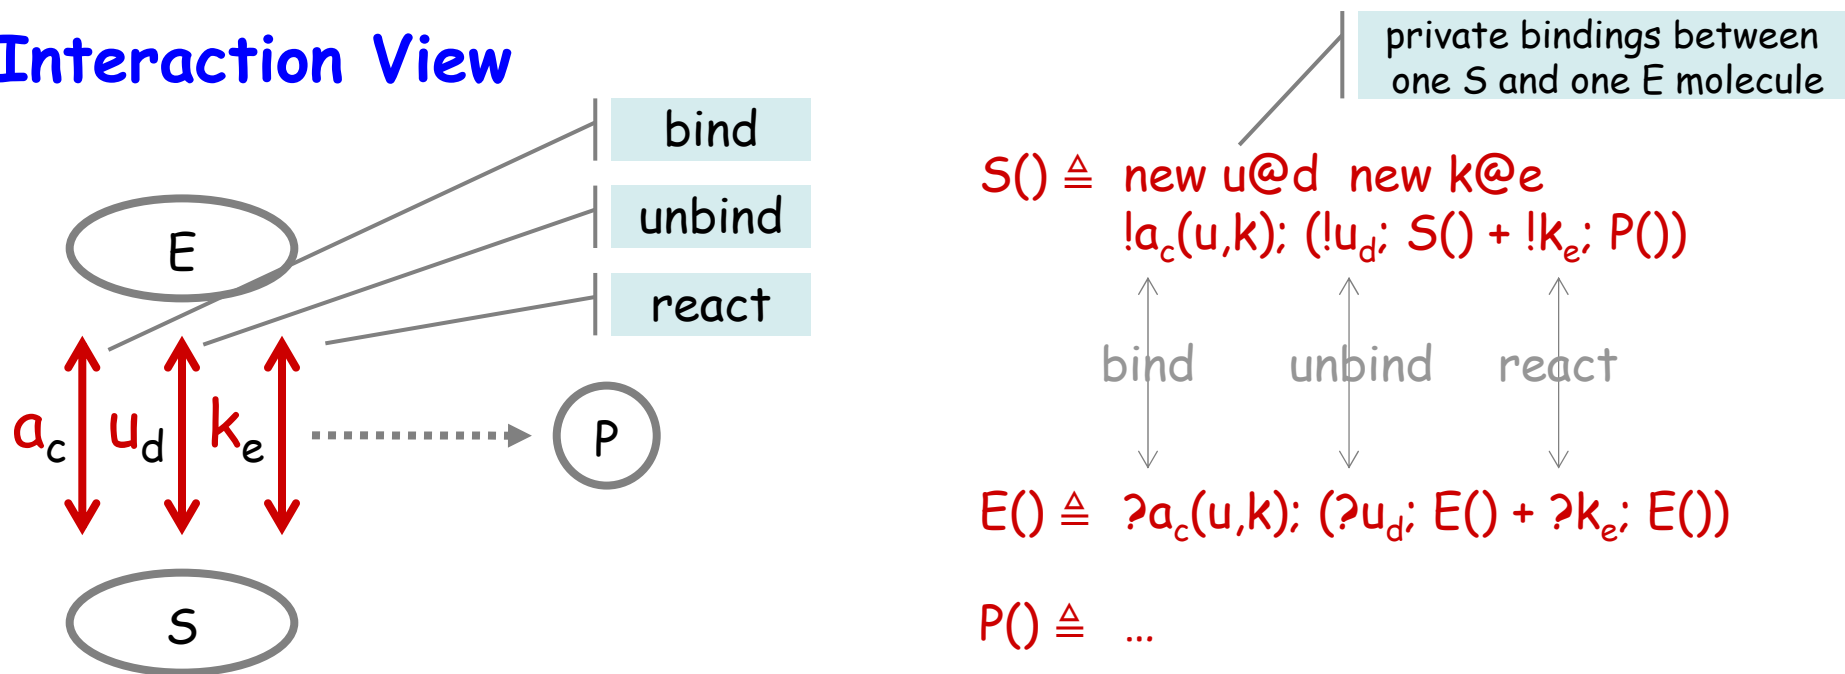 Interaction View
bind
unbind
react
E
a_c
u_d
k_e
P
S
private bindings between
one S and one E molecule
S() ≜ new u@d new k@e
!a_c(u,k); (!u_d; S() + !k_e; P())
bind unbind react
E() ≜ ?a_c(u,k); (?u_d; E() + ?k_e; E())
P() ≜ ...